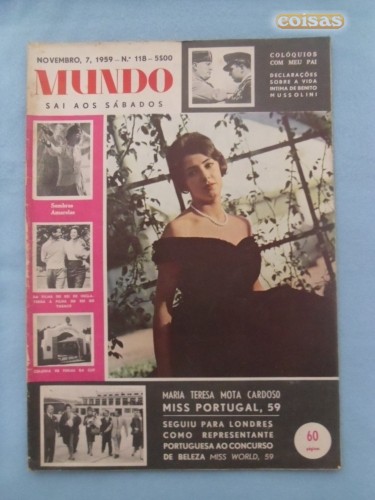 coisas
NOVEMBRO, 7, 1959 - N.º 118 - 5$00
MUNDO
SAI AOS SÁBADOS
COLÓQUIOS
COM MEU PAI
DECLARAÇÕES
SOBRE A VIDA
INTIMA DE BENITO
MUSSOLINI
Sombras
Amarelas
MARIA TERESA MOTA CARDOSO
MISS PORTUGAL, 59
SEGUIU PARA LONDRES
COMO REPRESENTANTE
PORTUGUESA AO CONCURSO
DE BELEZA MISS WORLD, 59
60
páginas